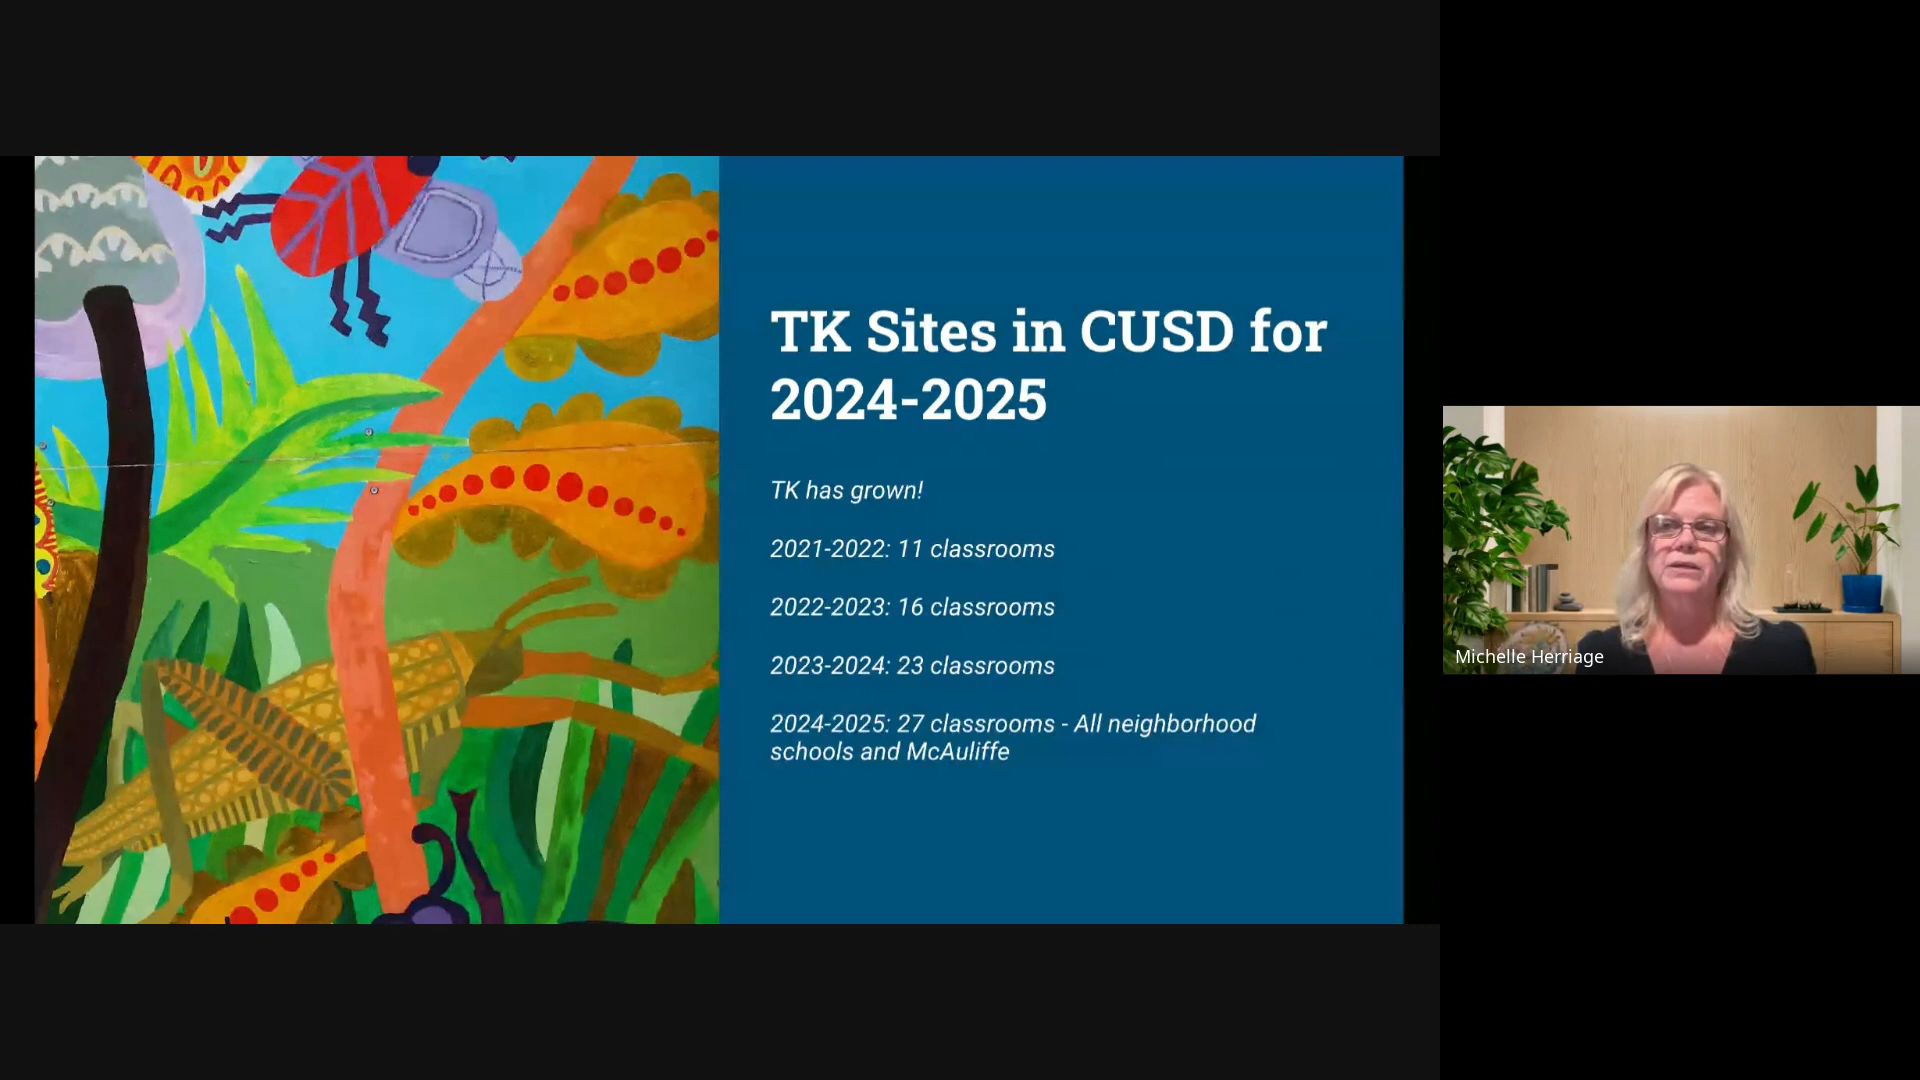 TK Sites in CUSD for
2024-2025
TK has grown!
2021-2022: 11 classrooms
2022-2023: 16 classrooms
2023-2024: 23 classrooms
2024-2025: 27 classrooms - All neighborhood
schools and McAuliffe
Michelle Herriage